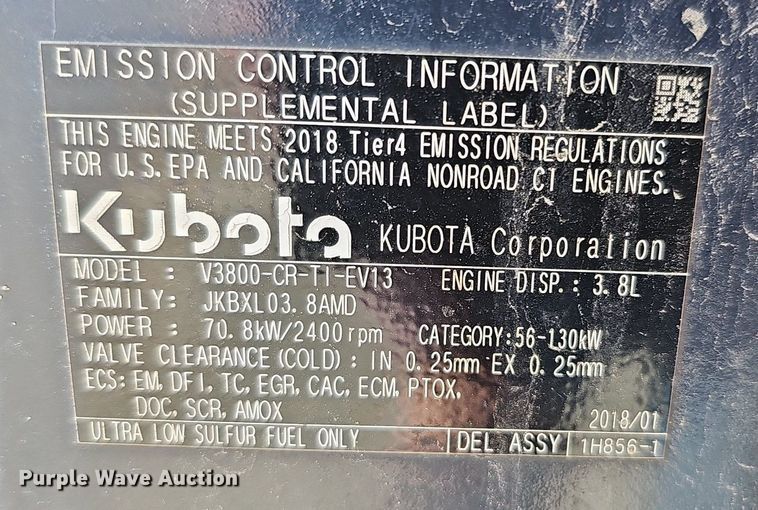 EMISSION CONTROL INFORMATION
(SUPPLEMENTAL LABEL)
THIS ENGINE MEETS 2018 Tier4 EMISSION REGULATIONS
FOR U.S.EPA AND CALIFORNIA NONROAD CI ENGINES.
Kubota KUBOTA Corporation
MODEL : V3800-CR-TI-EV13 ENGINE DISP.: 3.8L
FAMILY: JKBXL03.8AMD
POWER : 70.8kW/2400rpm CATEGORY:56-130kW
VALVE CLEARANCE(COLD): IN 0.25mm EX 0.25mm
ECS: EM, DFI, TC, EGR, CAC, ECM, PTOX,
DOC, SCR, AMOX 2018/01
ULTRA LOW SULFUR FUEL ONLY DEL ASSY 1H856-1
Purple Wave Auction